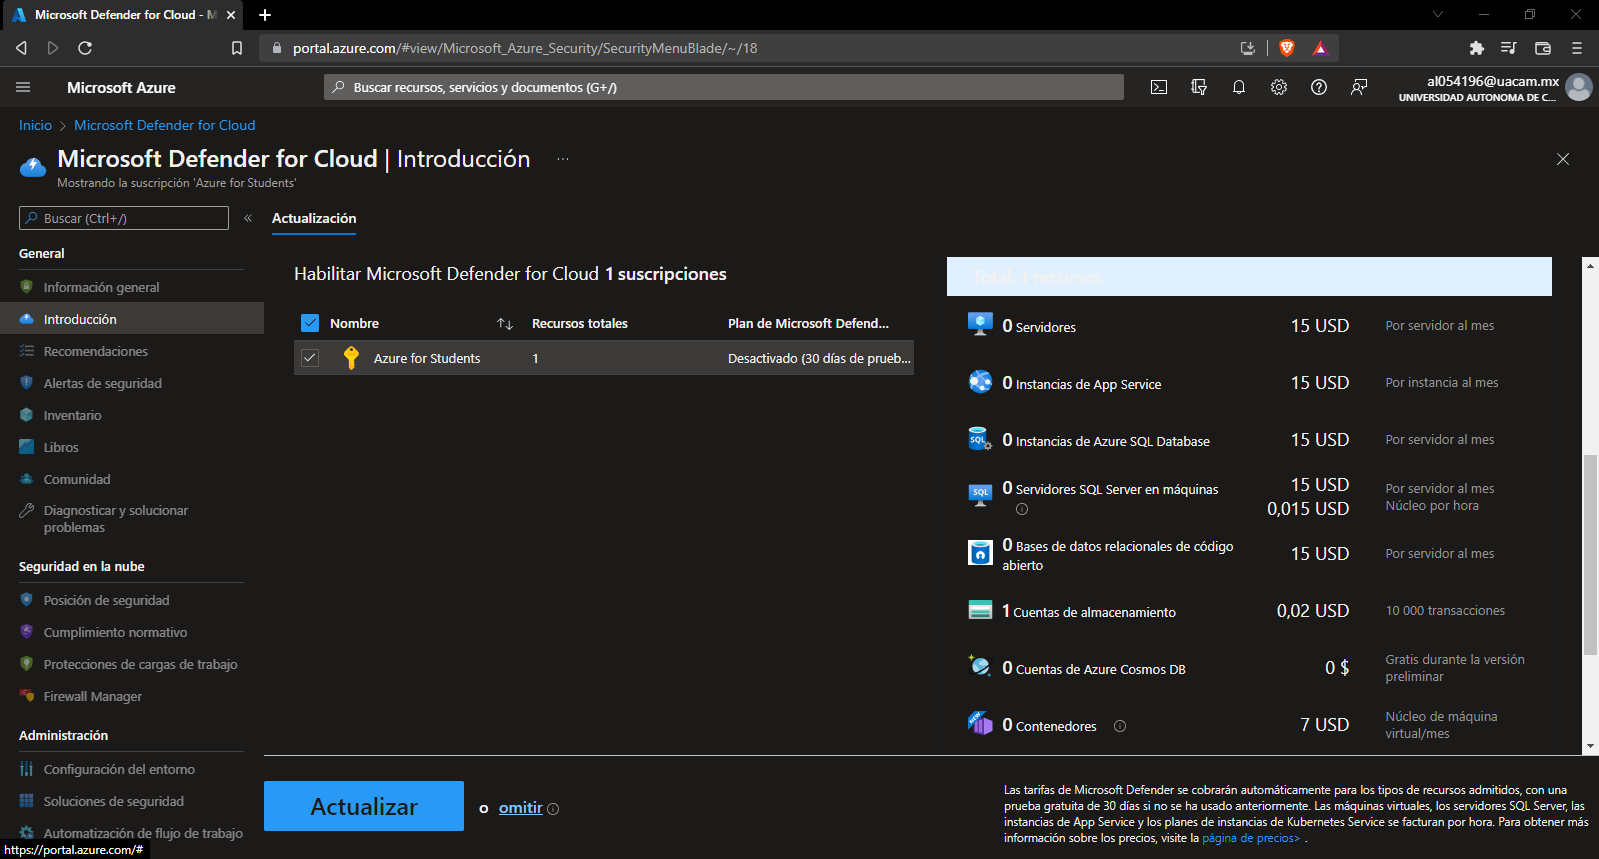 Microsoft Defender for Cloud - M
portal.azure.com/#view/Microsoft_Azure_Security/SecurityMenuBlade/~/18
Microsoft Azure
Buscar recursos, servicios y documentos (G+/)
al054196@uacam.mx
UNIVERSIDAD AUTONOMA DE C...
Inicio > Microsoft Defender for Cloud
Microsoft Defender for Cloud | Introducción ...
Mostrando la suscripción 'Azure for Students'
Buscar (Ctrl+/)
«
General
Información general
Introducción
Recomendaciones
Alertas de seguridad
Inventario
Libros
Comunidad
Diagnosticar y solucionar
problemas
Seguridad en la nube
Posición de seguridad
Cumplimiento normativo
Protecciones de cargas de trabajo
Firewall Manager
Administración
Configuración del entorno
Soluciones de seguridad
Automatización de flujo de trabajo
https://portal.azure.com/#
Actualización
Habilitar Microsoft Defender for Cloud 1 suscripciones
Nombre Recursos totales Plan de Microsoft Defend...
Azure for Students 1 Desactivado (30 días de prueb...
Total: 1 recursos
0 Servidores 15 USD Por servidor al mes
0 Instancias de App Service 15 USD Por instancia al mes
0 Instancias de Azure SQL Database 15 USD Por servidor al mes
0 Servidores SQL Server en máquinas 15 USD Por servidor al mes
0,015 USD Núcleo por hora
0 Bases de datos relacionales de código
abierto 15 USD Por servidor al mes
1 Cuentas de almacenamiento 0,02 USD 10 000 transacciones
0 Cuentas de Azure Cosmos DB 0 $ Gratis durante la versión
preliminar
0 Contenedores 7 USD Núcleo de máquina
virtual/mes
Actualizar o omitir
Las tarifas de Microsoft Defender se cobrarán automáticamente para los tipos de recursos admitidos, con una
prueba gratuita de 30 días si no se ha usado anteriormente. Las máquinas virtuales, los servidores SQL Server, las
instancias de App Service y los planes de instancias de Kubernetes Service se facturan por hora. Para obtener más
información sobre los precios, visite la página de precios> .